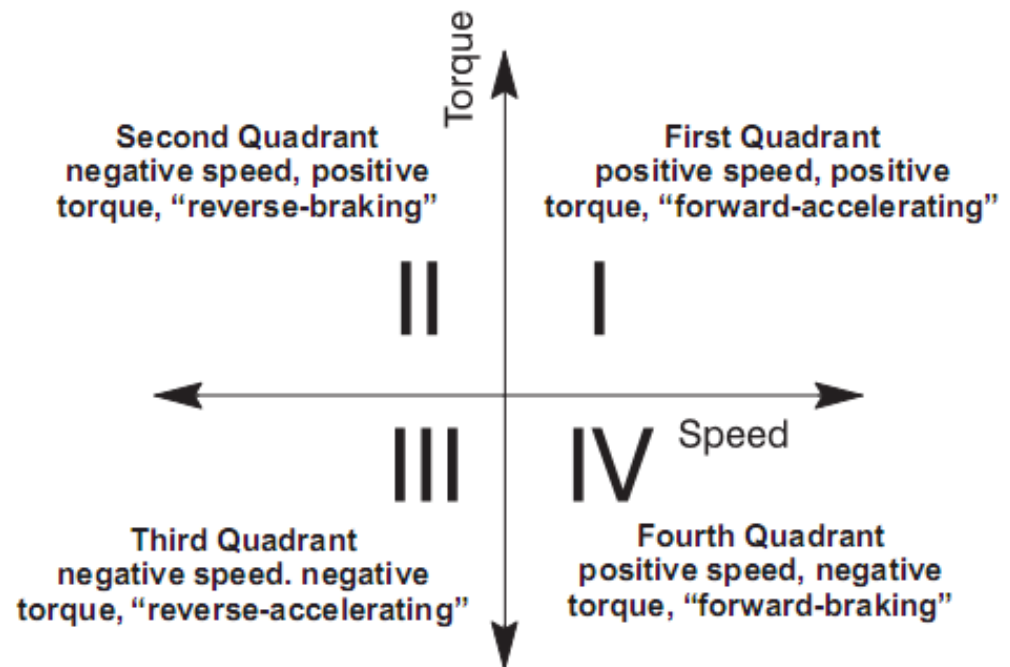 Torque
Second Quadrant
negative speed, positive
torque, “reverse-braking”
First Quadrant
positive speed, positive
torque, “forward-accelerating”
II
I
III
IV
Speed
Third Quadrant
negative speed. negative
torque, “reverse-accelerating”
Fourth Quadrant
positive speed, negative
torque, “forward-braking”